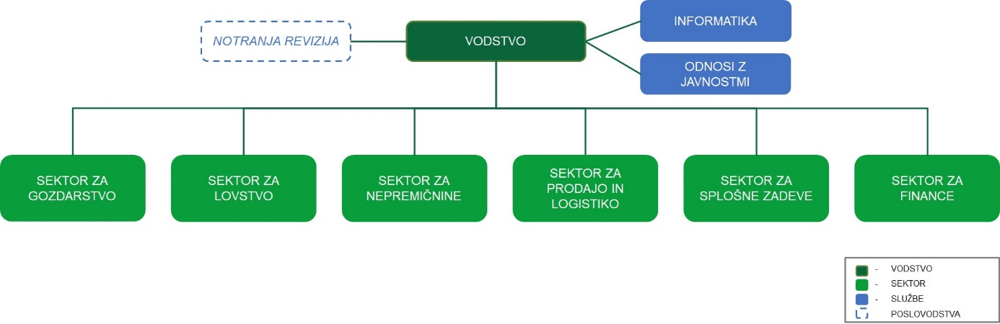 NOTRANJA REVIZIJA
VODSTVO
INFORMATIKA
ODNOSI Z
JAVNOSTMI
SEKTOR ZA
GOZDARSTVO
SEKTOR ZA
LOVSTVO
SEKTOR ZA
NEPREMIČNINE
SEKTOR ZA
PRODAJO IN
LOGISTIKO
SEKTOR ZA
SPLOŠNE ZADEVE
SEKTOR ZA
FINANCE
- VODSTVO
- SEKTOR
- SLUŽBE
POSLOVODSTVA